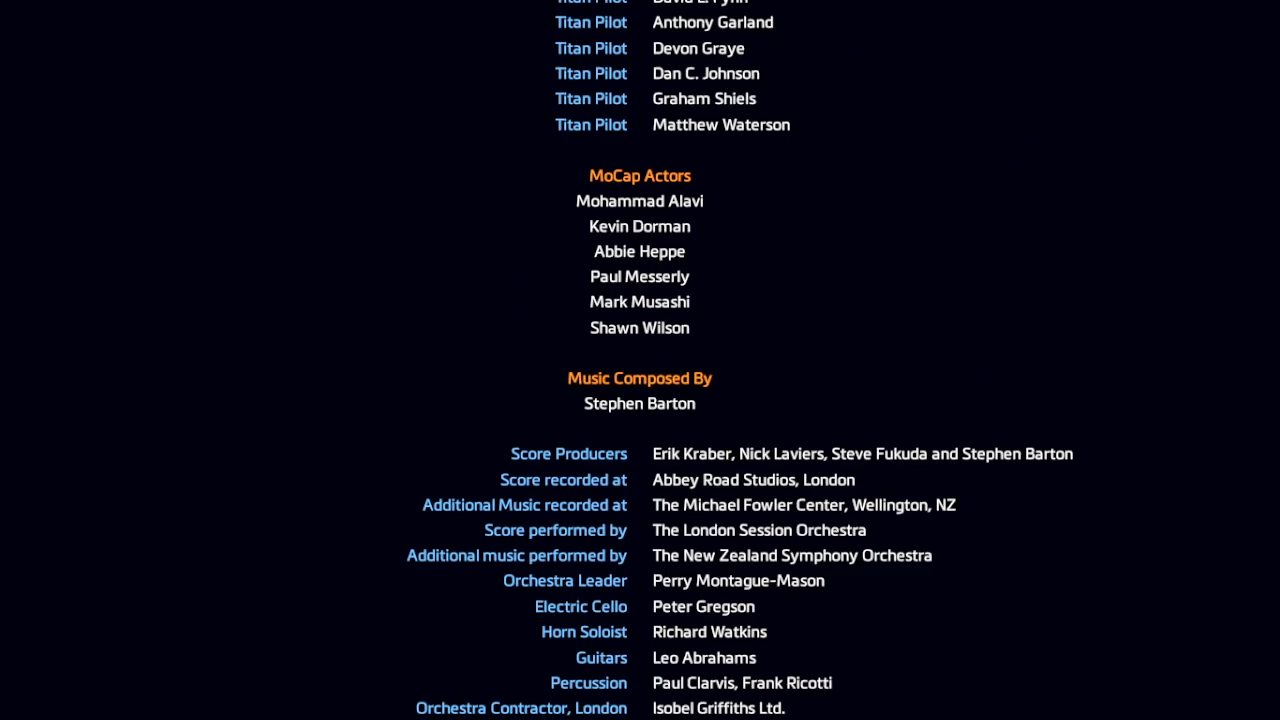 Titan Pilot David L. Flynn
Titan Pilot Anthony Garland
Titan Pilot Devon Graye
Titan Pilot Dan C. Johnson
Titan Pilot Graham Shiels
Titan Pilot Matthew Waterson
MoCap Actors
Mohammad Alavi
Kevin Dorman
Abbie Heppe
Paul Messerly
Mark Musashi
Shawn Wilson
Music Composed By
Stephen Barton
Score Producers Erik Kraber, Nick Laviers, Steve Fukuda and Stephen Barton
Score recorded at Abbey Road Studios, London
Additional Music recorded at The Michael Fowler Center, Wellington, NZ
Score performed by The London Session Orchestra
Additional music performed by The New Zealand Symphony Orchestra
Orchestra Leader Perry Montague-Mason
Electric Cello Peter Gregson
Horn Soloist Richard Watkins
Guitars Leo Abrahams
Percussion Paul Clarvis, Frank Ricotti
Orchestra Contractor, London Isobel Griffiths Ltd.